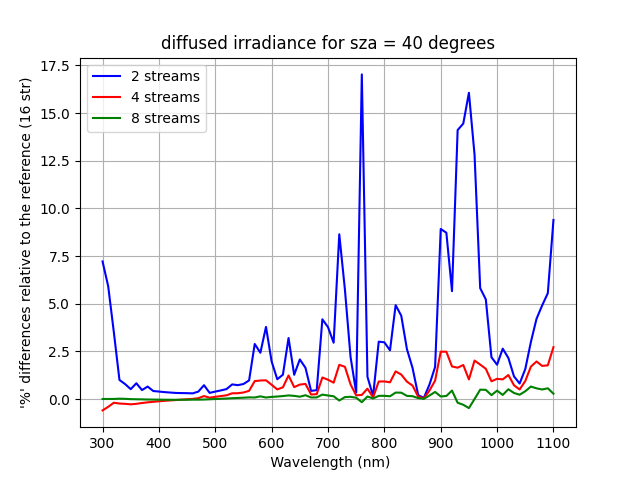 diffused irradiance for sza = 40 degrees
'%' differences relative to the reference (16 str)
17.5
15.0
12.5
10.0
7.5
5.0
2.5
0.0
2 streams
4 streams
8 streams
300 400 500 600 700 800 900 1000 1100
Wavelength (nm)